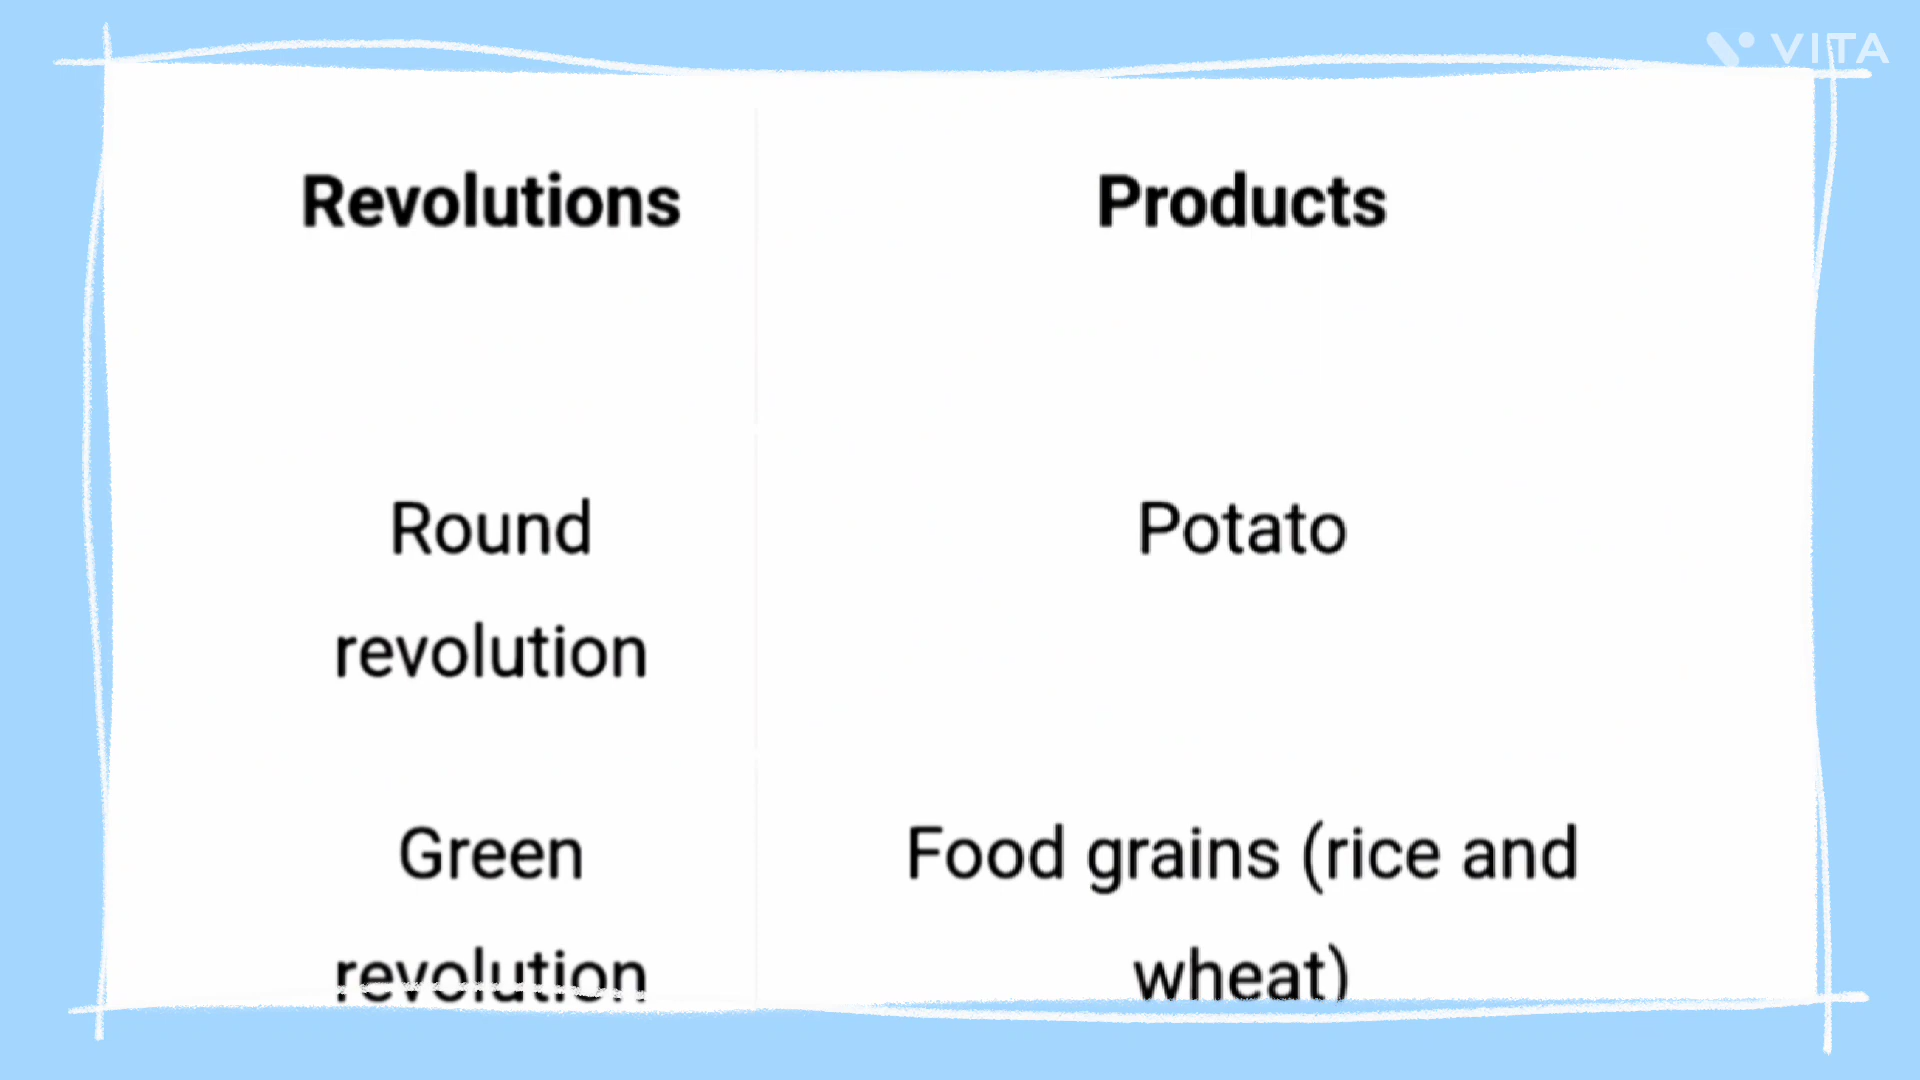 VITA
Revolutions Products
Round Potato
revolution
Green Food grains (rice and
revolution wheat)